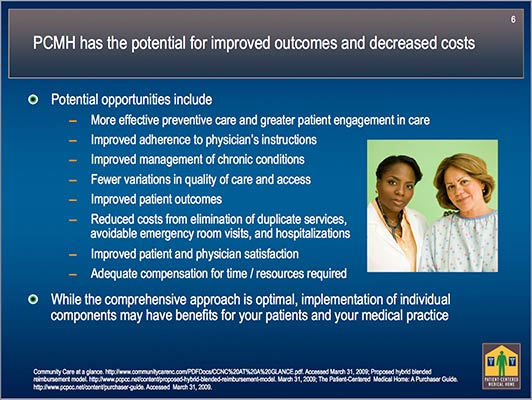 6
PCMH has the potential for improved outcomes and decreased costs
Potential opportunities include
– More effective preventive care and greater patient engagement in care
– Improved adherence to physician's instructions
– Improved management of chronic conditions
– Fewer variations in quality of care and access
– Improved patient outcomes
– Reduced costs from elimination of duplicate services,
avoidable emergency room visits, and hospitalizations
– Improved patient and physician satisfaction
– Adequate compensation for time / resources required
While the comprehensive approach is optimal, implementation of individual
components may have benefits for your patients and your medical practice
Community Care at a glance. http://www.communitycarenc.com/PDFDocs/CCNC%20AT%20A%20GLANCE.pdf. Accessed March 31, 2009; Proposed hybrid blended
reimbursement model. http://www.pcpcc.net/content/proposed-hybrid-blended-reimbursement-model. March 31, 2009; The Patient-Centered Medical Home: A Purchaser Guide.
http://www.pcpcc.net/content/purchaser-guide. Accessed March 31, 2009.
PATIENT-CENTERED
MEDICAL HOME